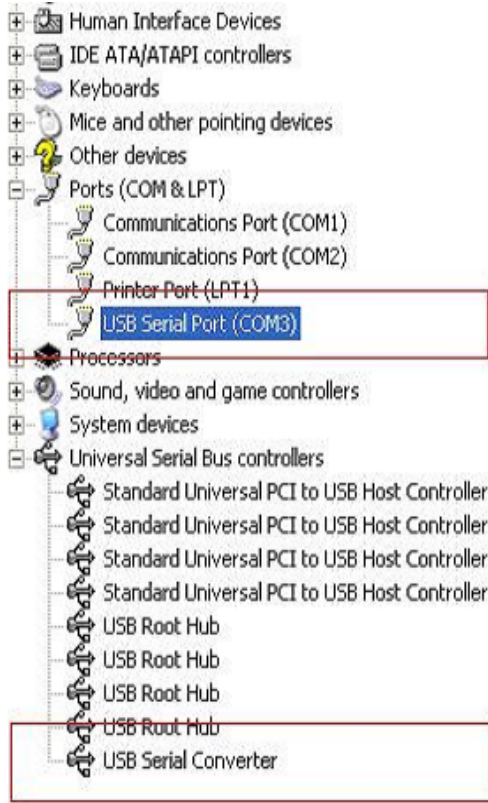 Human Interface Devices
IDE ATA/ATAPI controllers
Keyboards
Mice and other pointing devices
Other devices
Ports (COM & LPT)
Communications Port (COM1)
Communications Port (COM2)
Printer Port (LPT1)
USB Serial Port (COM3)
Processors
Sound, video and game controllers
System devices
Universal Serial Bus controllers
Standard Universal PCI to USB Host Controller
Standard Universal PCI to USB Host Controller
Standard Universal PCI to USB Host Controller
Standard Universal PCI to USB Host Controller
USB Root Hub
USB Root Hub
USB Root Hub
USB Root Hub
USB Serial Converter